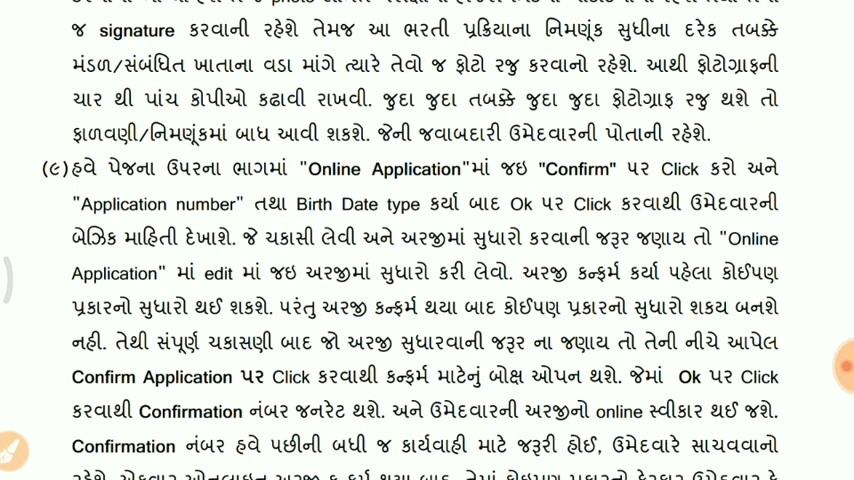 જ signature કરવાની રહેશે તેમજ આ ભરતી પ્રક્રિયાના નિમણૂંક સુધીના દરેક તબક્કે
મંડળ/સંબંધિત ખાતાના વડા માંગે ત્યારે તેવો જ ફોટો રજુ કરવાનો રહેશે. આથી ફોટોગ્રાફની
ચાર થી પાંચ કોપીઓ કઢાવી રાખવી. જુદા જુદા તબક્કે જુદા જુદા ફોટોગ્રાફ રજુ થશે તો
ફાળવણી/નિમણૂંકમાં બાધ આવી શકશે. જેની જવાબદારી ઉમેદવારની પોતાની રહેશે.
(૯) હવે પેજના ઉપરના ભાગમાં "Online Application"માં જઇ "Confirm" પર Click કરો અને
"Application number" તથા Birth Date type કર્યા બાદ Ok પર Click કરવાથી ઉમેદવારની
બેઝિક માહિતી દેખાશે. જે ચકાસી લેવી અને અરજીમાં સુધારો કરવાની જરૂર જણાય તો "Online
Application" માં edit માં જઇ અરજીમાં સુધારો કરી લેવો. અરજી કન્ફર્મ કર્યા પહેલા કોઈપણ
પ્રકારનો સુધારો થઈ શકશે. પરંતુ અરજી કન્ફર્મ થયા બાદ કોઈપણ પ્રકારનો સુધારો શકય બનશે
નહી. તેથી સંપૂર્ણ ચકાસણી બાદ જો અરજી સુધારવાની જરૂર ના જણાય તો તેની નીચે આપેલ
Confirm Application પર Click કરવાથી કન્ફર્મ માટેનું બોક્ષ ઓપન થશે. જેમાં Ok પર Click
કરવાથી Confirmation નંબર જનરેટ થશે. અને ઉમેદવારની અરજીનો online સ્વીકાર થઈ જશે.
Confirmation નંબર હવે પછીની બધી જ કાર્યવાહી માટે જરૂરી હોઈ, ઉમેદવારે સાચવવાનો